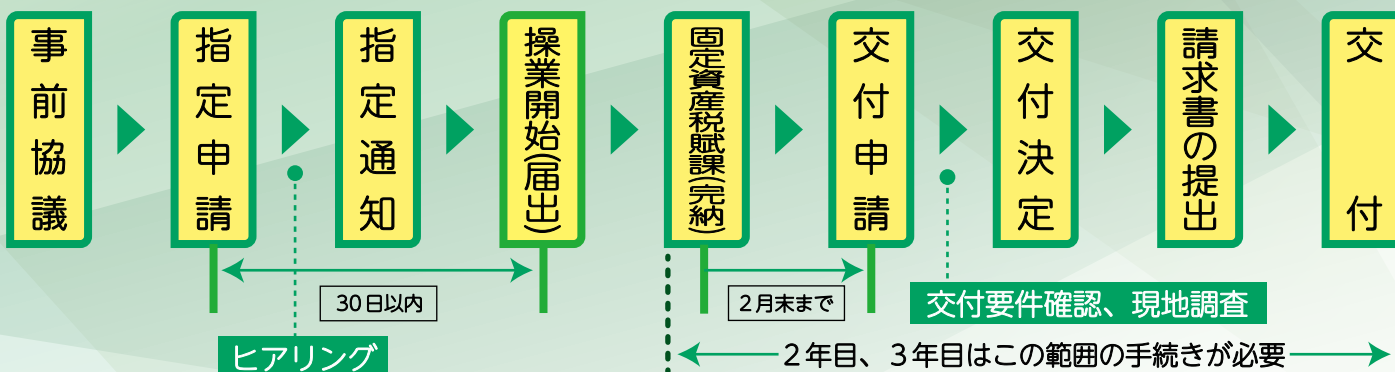 事前協議
指定申請
指定通知
操業開始(届出)
固定資産税賦課(完納)
交付申請
交付決定
請求書の提出
交付
30日以内
2月末まで
ヒアリング
交付要件確認、現地調査
2年目、3年目はこの範囲の手続きが必要